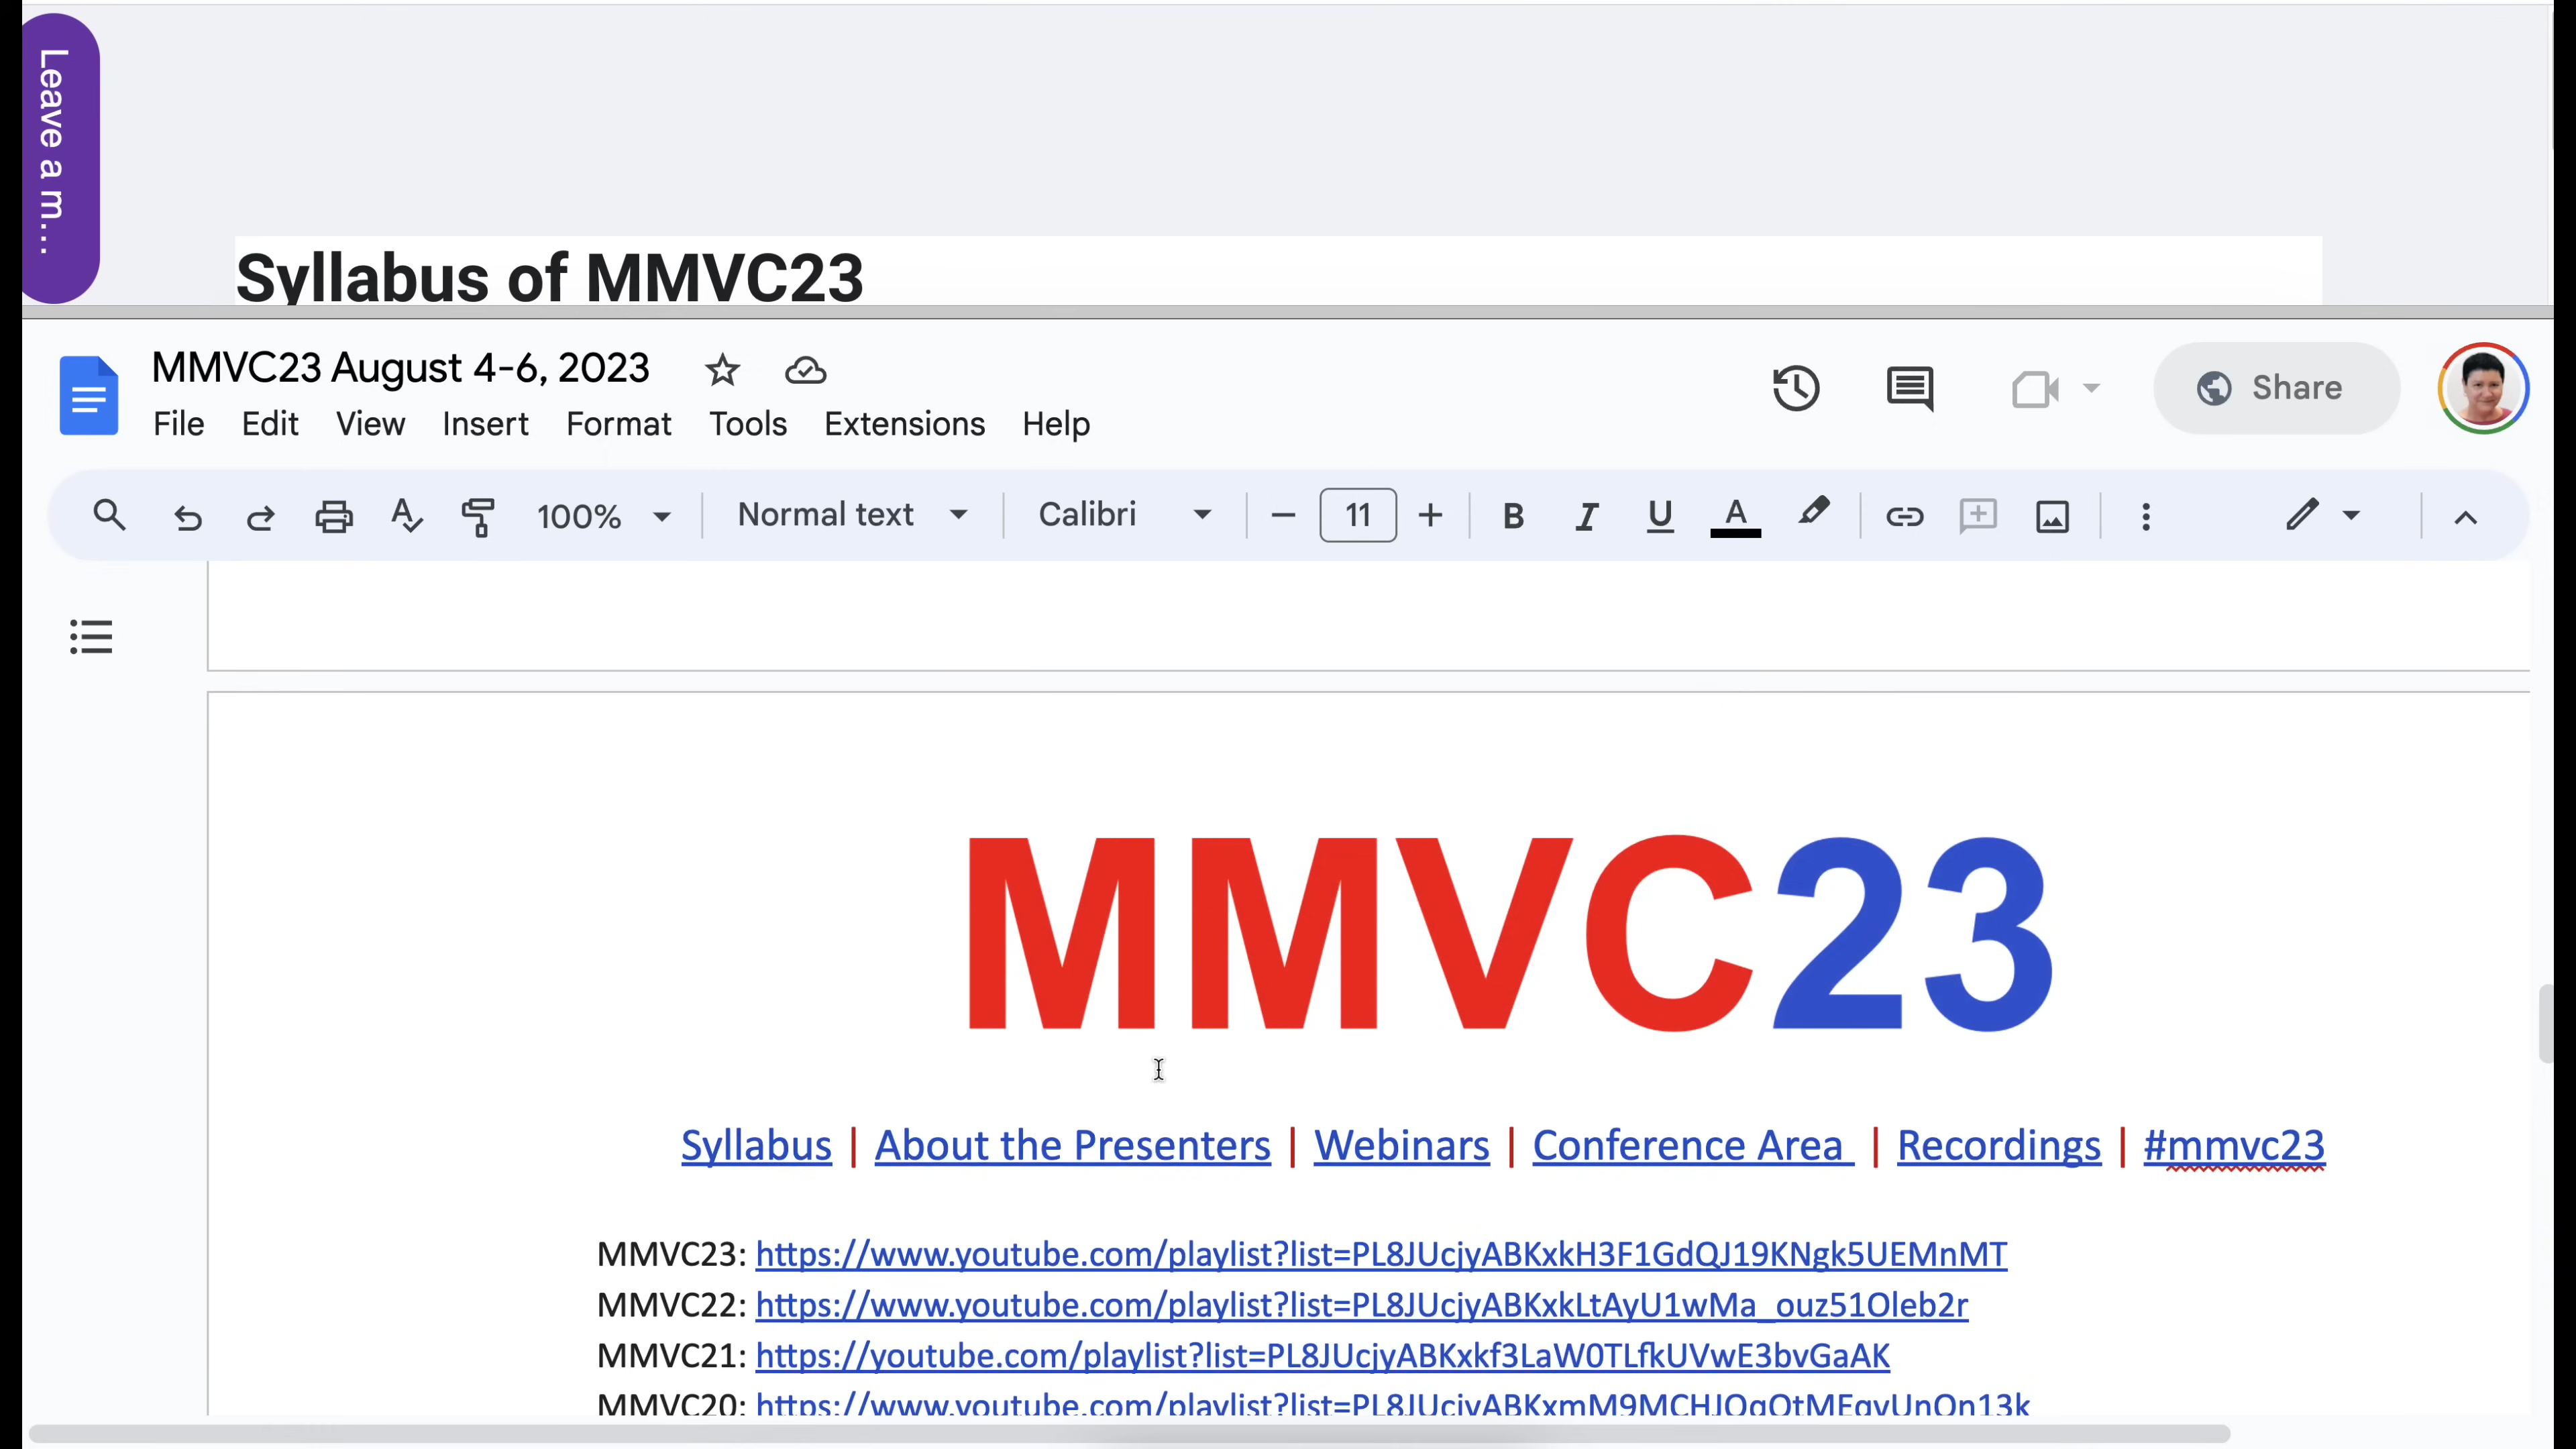 Leave a m...
Syllabus of MMVC23
MMVC23 August 4-6, 2023
Share
File Edit View Insert Format Tools Extensions Help
100% Normal text Calibri 11 B I U A
MMVC23
Syllabus | About the Presenters | Webinars | Conference Area | Recordings | #mmvc23
MMVC23: https://www.youtube.com/playlist?list=PL8JUcjyABKxkH3F1GdQJ19KNgk5UEMnMT
MMVC22: https://www.youtube.com/playlist?list=PL8JUcjyABKxkLtAyU1wMa_ouz51Oleb2r
MMVC21: https://youtube.com/playlist?list=PL8JUcjyABKxkf3LaW0TLfkUVwE3bvGaAK
MMVC20: